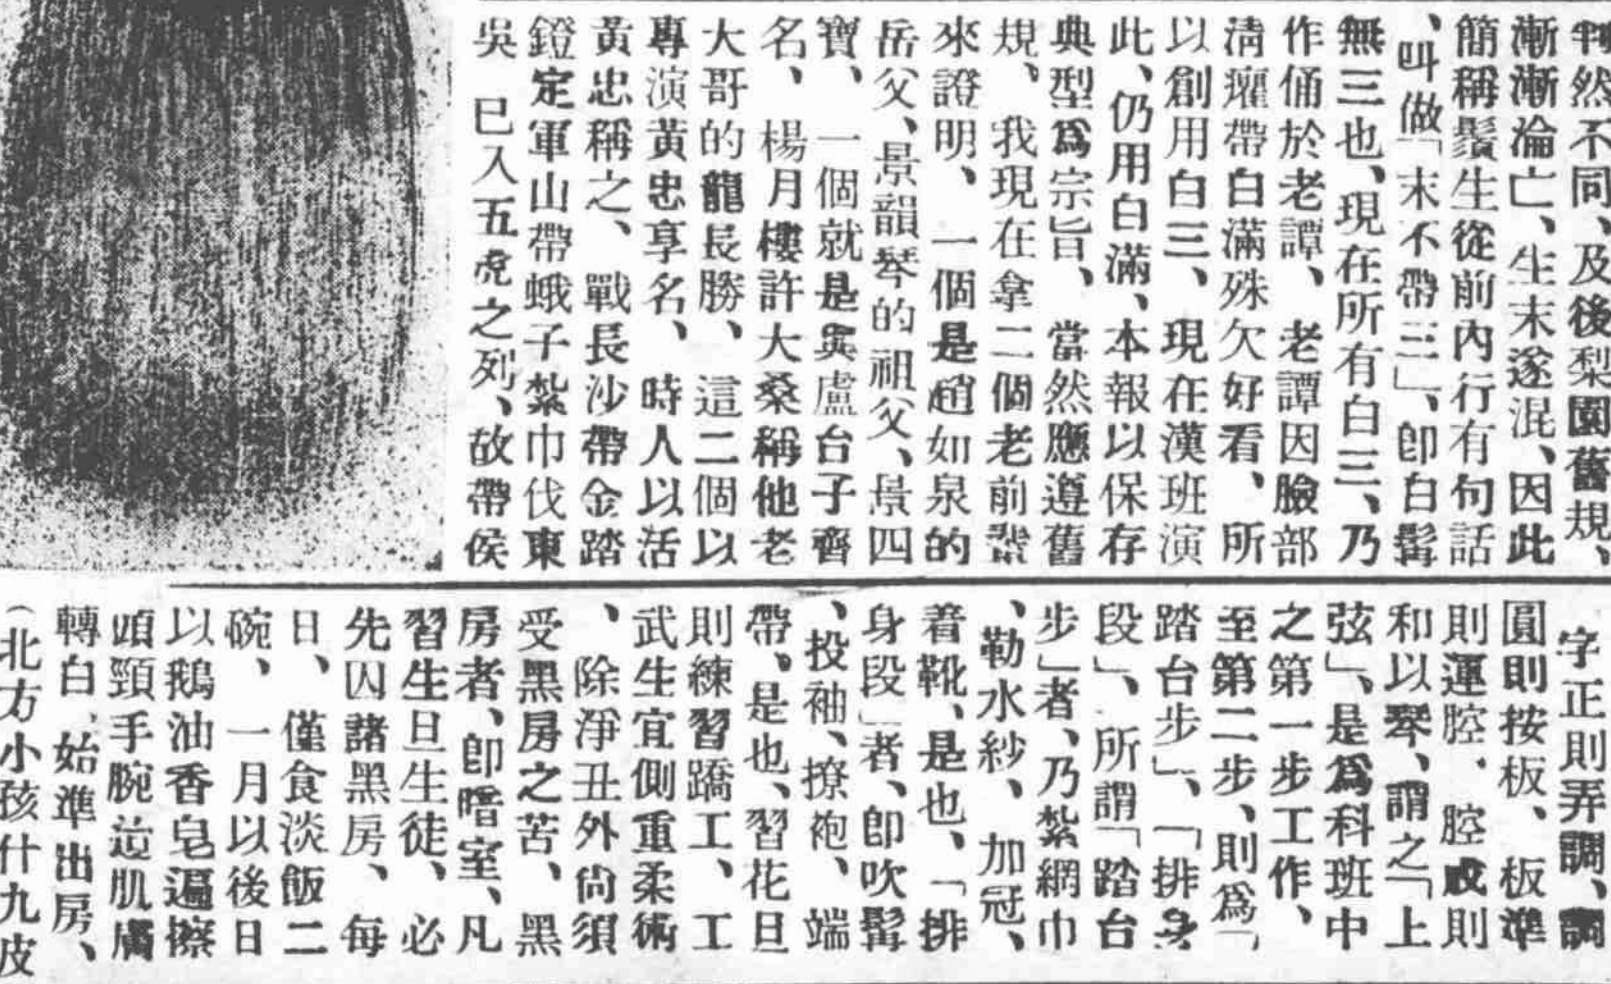 判然不同、及後梨園舊規、
漸漸淪亡、生末遂混、因此
簡稱鬚生從前內行有句話
、叫做「末不帶三」、卽白髯
無三也、現在所有白三、乃
作俑於老譚、老譚因臉部
淸癯帶白滿殊欠好看、所
以創用白三、現在漢班演
此、仍用白滿、本報以保存
典型爲宗旨、當然應遵舊
規、我現在拿二個老前輩
來證明、一個是趙如泉的
岳父、景韻琴的祖父、景四
寶、一個就是與盧台子齊
名、楊月樓許大桑稱他老
大哥的龍長勝、這二個以
專演黃忠享名、時人以活
黃忠稱之、戰長沙帶金踏
鐙定軍山帶蛾子紮巾伐東
吳 已入五虎之列、故帶侯
字正則弄調、調
圓則按板、板準
則運腔、腔成則
和以琴、謂之「上
弦」、是爲科班中
之第一步工作、
至第二步、則爲「
踏台步」、「排身
段」、所謂「踏台
步」者、乃紮網巾
、勒水紗、加冠、
着靴、是也、「排
身段」者、卽吹髯
、投袖、撩袍、端
帶、是也、習花旦
則練習蹻工、工
武生宜側重柔術
、除淨丑外尙須
受黑房之苦、黑
房者、卽暗室、凡
習生旦生徒、必
先囚諸黑房、每
日、僅食淡飯二
碗、一月以後日
以鵝油香皂遍擦
頭頸手腕迨肌膚
轉白、始準出房、
(北方小孩什九皮